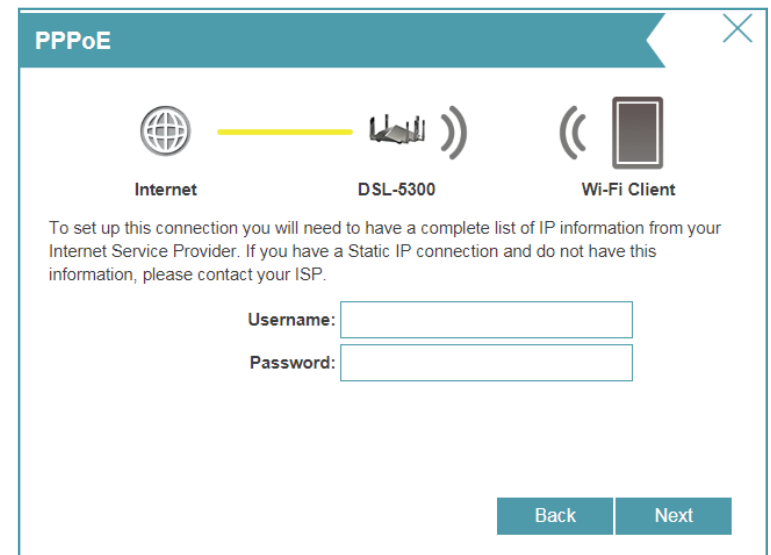 PPPoE
Internet
DSL-5300
Wi-Fi Client
To set up this connection you will need to have a complete list of IP information from your
Internet Service Provider. If you have a Static IP connection and do not have this
information, please contact your ISP.
Username:
Password:
Back
Next